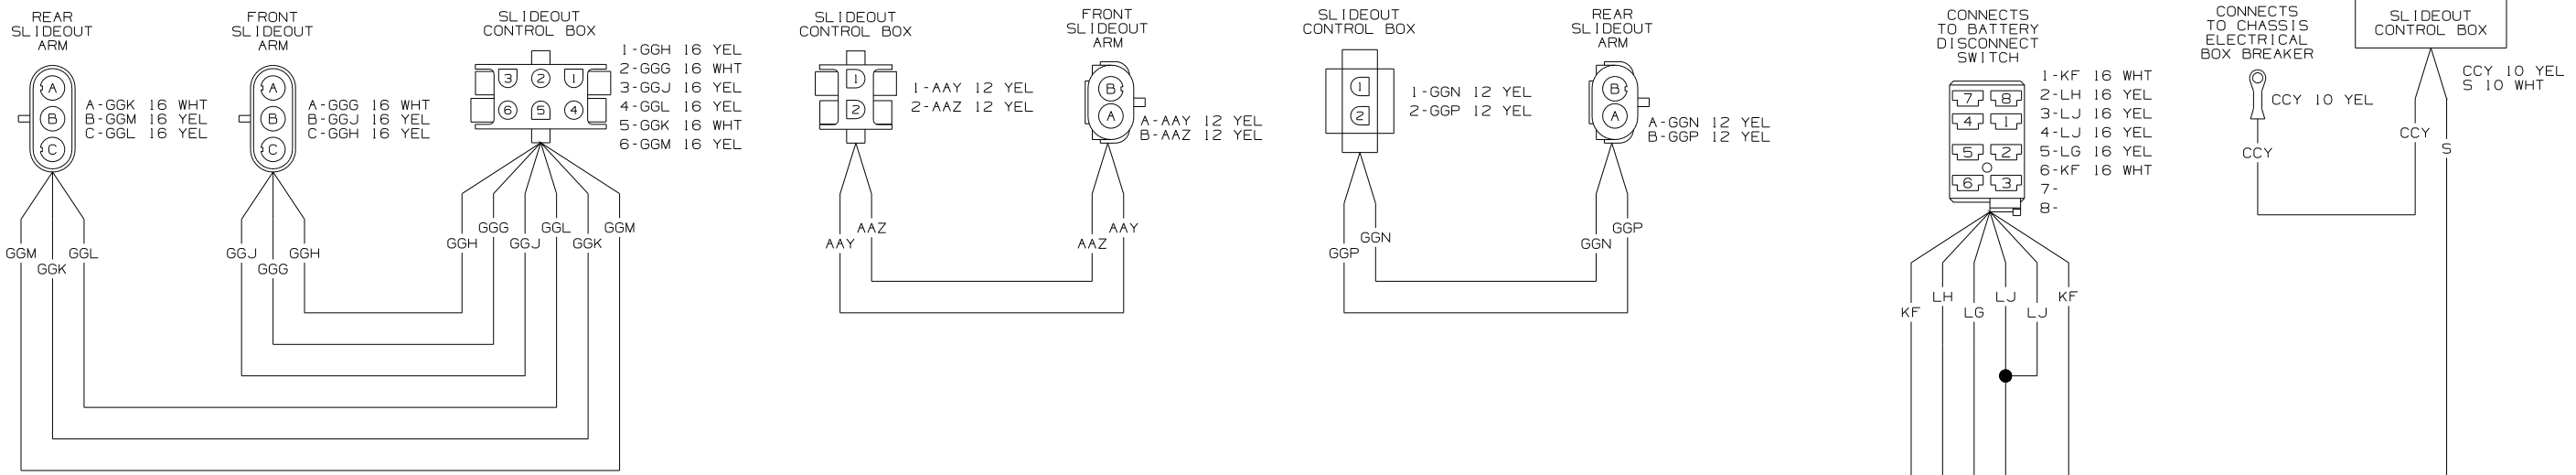 REAR
SLIDEOUT
ARM
A
B
C
A-GGK 16 WHT
B-GGM 16 YEL
C-GGL 16 YEL
GGM
GGK
GGL
FRONT
SLIDEOUT
ARM
A
B
C
A-GGG 16 WHT
B-GGJ 16 YEL
C-GGH 16 YEL
GGJ
GGG
GGH
SLIDEOUT
CONTROL BOX
3 2 1
6 5 4
1-GGH 16 YEL
2-GGG 16 WHT
3-GGJ 16 YEL
4-GGL 16 YEL
5-GGK 16 WHT
6-GGM 16 YEL
GGH
GGG
GGJ
GGL
GGK
GGM
SLIDEOUT
CONTROL BOX
1
2
1-AAY 12 YEL
2-AAZ 12 YEL
AAY
AAZ
FRONT
SLIDEOUT
ARM
B
A
A-AAY 12 YEL
B-AAZ 12 YEL
AAZ
AAY
SLIDEOUT
CONTROL BOX
1
2
1-GGN 12 YEL
2-GGP 12 YEL
GGP
GGN
REAR
SLIDEOUT
ARM
B
A
A-GGN 12 YEL
B-GGP 12 YEL
GGN
GGP
CONNECTS
TO BATTERY
DISCONNECT
SWITCH
7 8
4 1
5 2
6 3
1-KF 16 WHT
2-LH 16 YEL
3-LJ 16 YEL
4-LJ 16 YEL
5-LG 16 YEL
6-KF 16 WHT
7-
8-
KF
LH
LG
LJ
LJ
KF
CONNECTS
TO CHASSIS
ELECTRICAL
BOX BREAKER
CCY 10 YEL
CCY
SLIDEOUT
CONTROL BOX
CCY 10 YEL
S 10 WHT
CCY
S